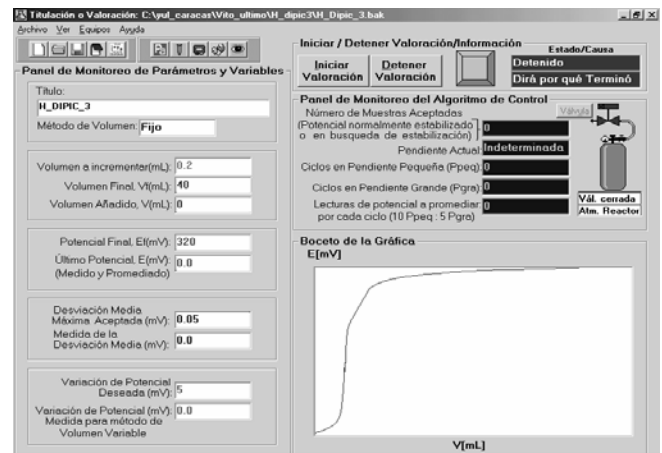 Titulación o Valoración: C:\yul_caracas\Vito_ultimo\H_dipic3\H_Dipic_3.bak
Archivo Ver Equipos Ayuda
Iniciar / Detener Valoración/Información
Estado/Causa
Iniciar Valoración
Detener Valoración
Detenido
Dirá por qué Terminó
Panel de Monitoreo de Parámetros y Variables
Título:
H_DIPIC_3
Método de Volumen: Fijo
Volumen a incrementar(mL): 0.2
Volumen Final, Vf(mL): 40
Volumen Añadido, V(mL): 0
Potencial Final, Ef(mV): 320
Último Potencial, E(mV): 0.0
(Medido y Promediado)
Desviación Media
Máxima Aceptada (mV): 0.05
Medida de la
Desviación Media (mV): 0.0
Variación de Potencial
Deseada (mV): 5
Variación de Potencial (mV): 0.0
Medida para método de
Volumen Variable
Panel de Monitoreo del Algoritmo de Control
Número de Muestras Aceptadas
(Potencial normalmente estabilizado
o en busqueda de estabilización) 0
Válvula
Pendiente Actual: Indeterminada
Ciclos en Pendiente Pequeña (Ppeq): 0
Ciclos en Pendiente Grande (Pgra): 0
Lecturas de potencial a promediar: 0
por cada ciclo (10 Ppeq : 5 Pgra)
Vál. cerrada
Atm. Reactor
Boceto de la Gráfica
E[mV]
V[mL]